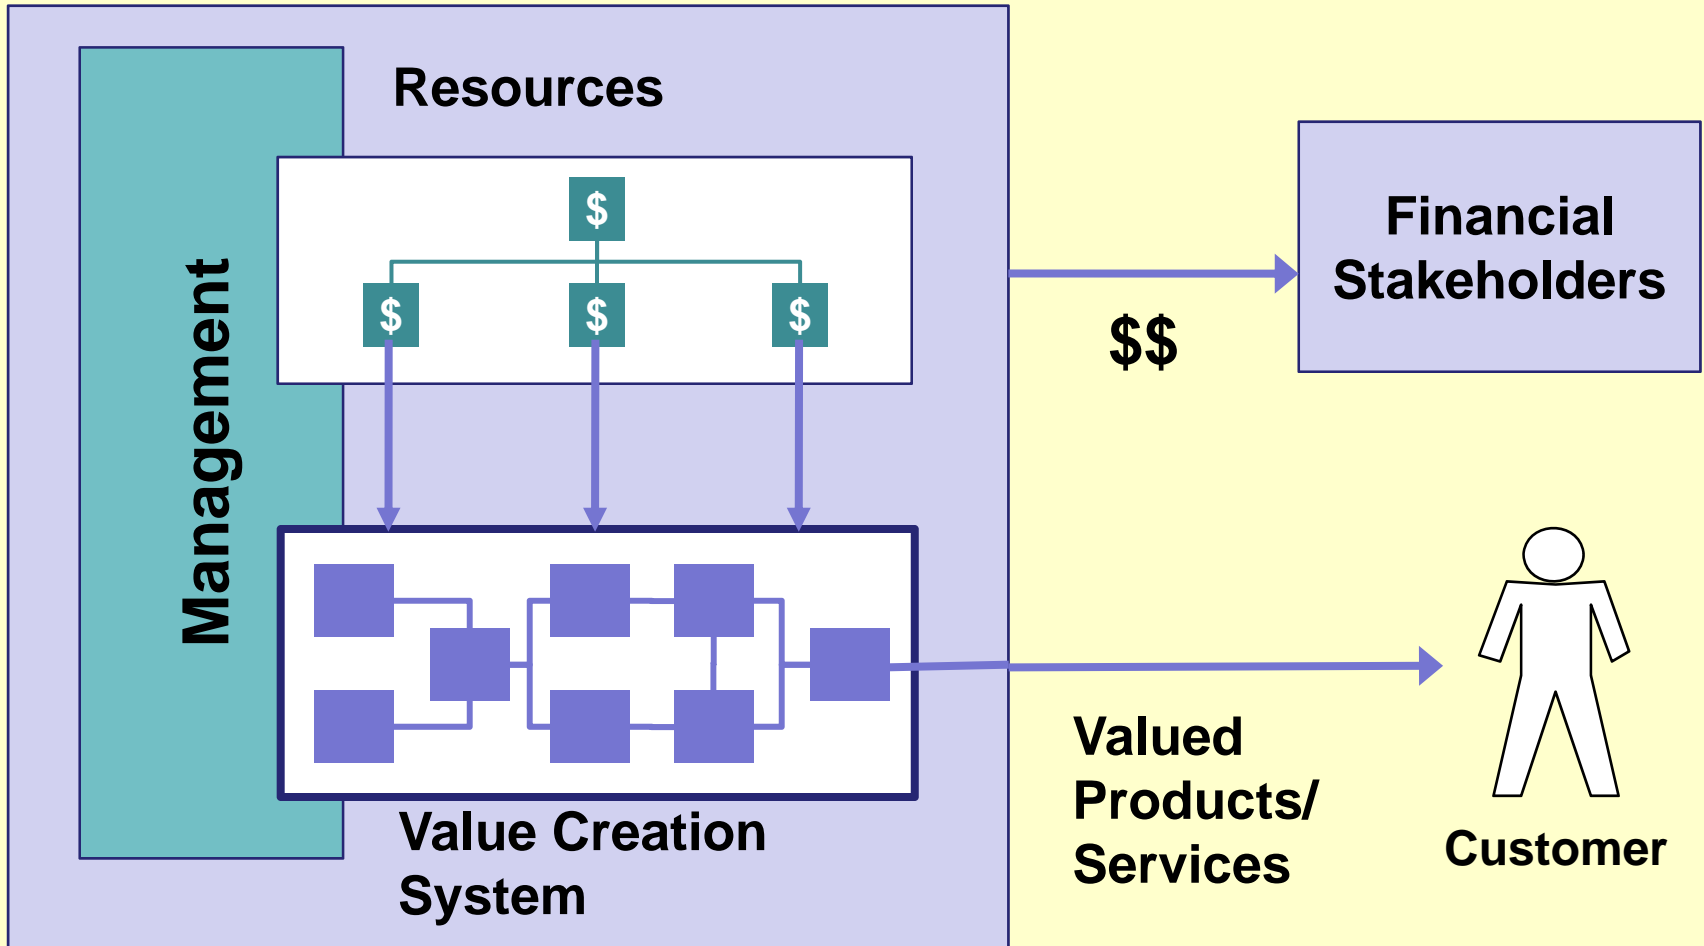 Resources
$
$ $ $
Management
Value Creation
System
Financial
Stakeholders
$$
Valued
Products/
Services
Customer